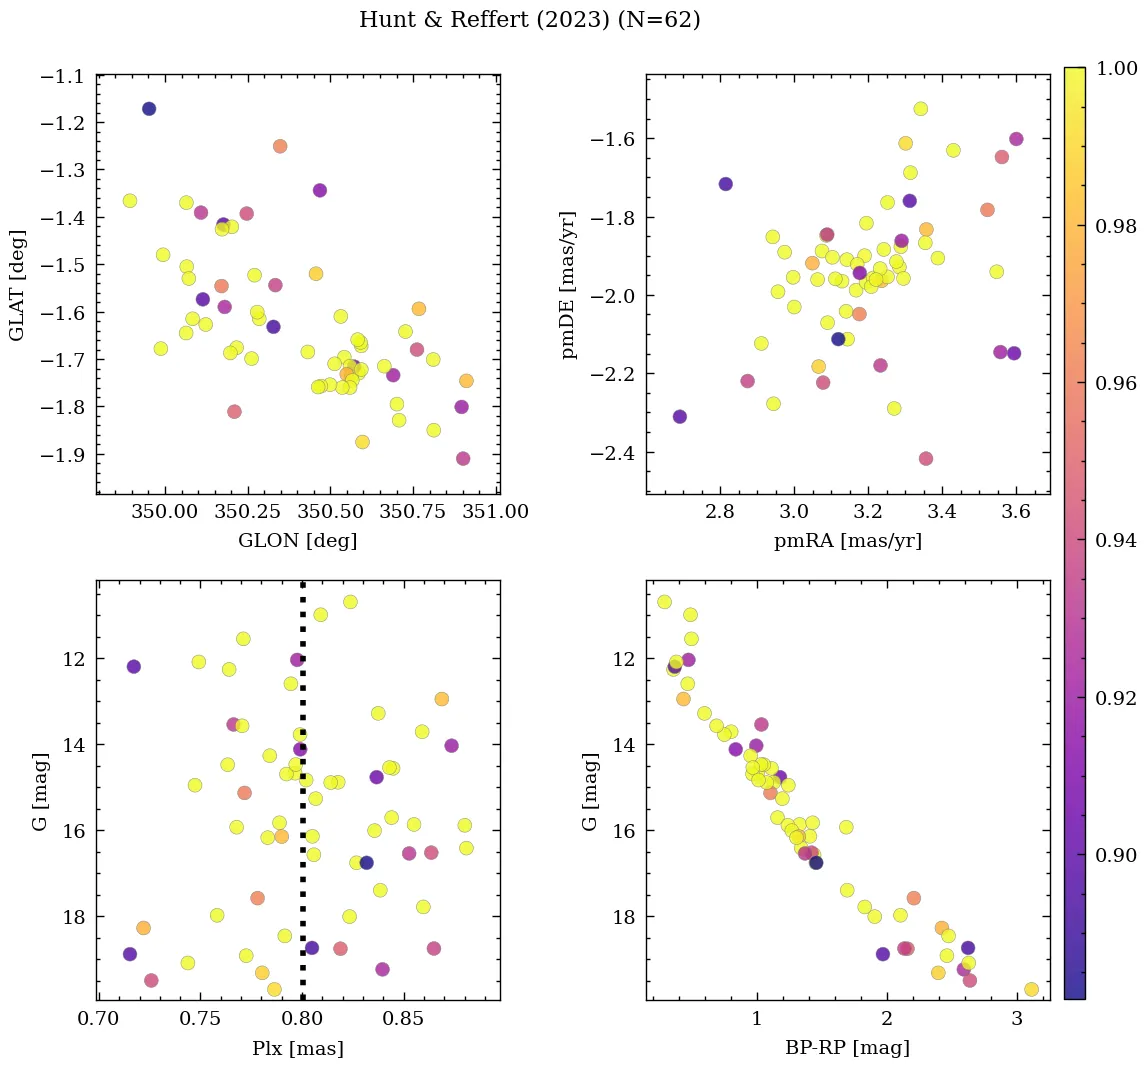 Hunt & Reffert (2023) (N=62)
−1.1
−1.2
−1.3
−1.4
−1.5
−1.6
−1.7
−1.8
−1.9
GLAT [deg]
350.00 350.25 350.50 350.75 351.00
GLON [deg]
−1.6
−1.8
−2.0
−2.2
−2.4
pmDE [mas/yr]
2.8 3.0 3.2 3.4 3.6
pmRA [mas/yr]
12
14
16
18
G [mag]
0.70 0.75 0.80 0.85
Plx [mas]
12
14
16
18
G [mag]
1 2 3
BP-RP [mag]
1.00
0.98
0.96
0.94
0.92
0.90